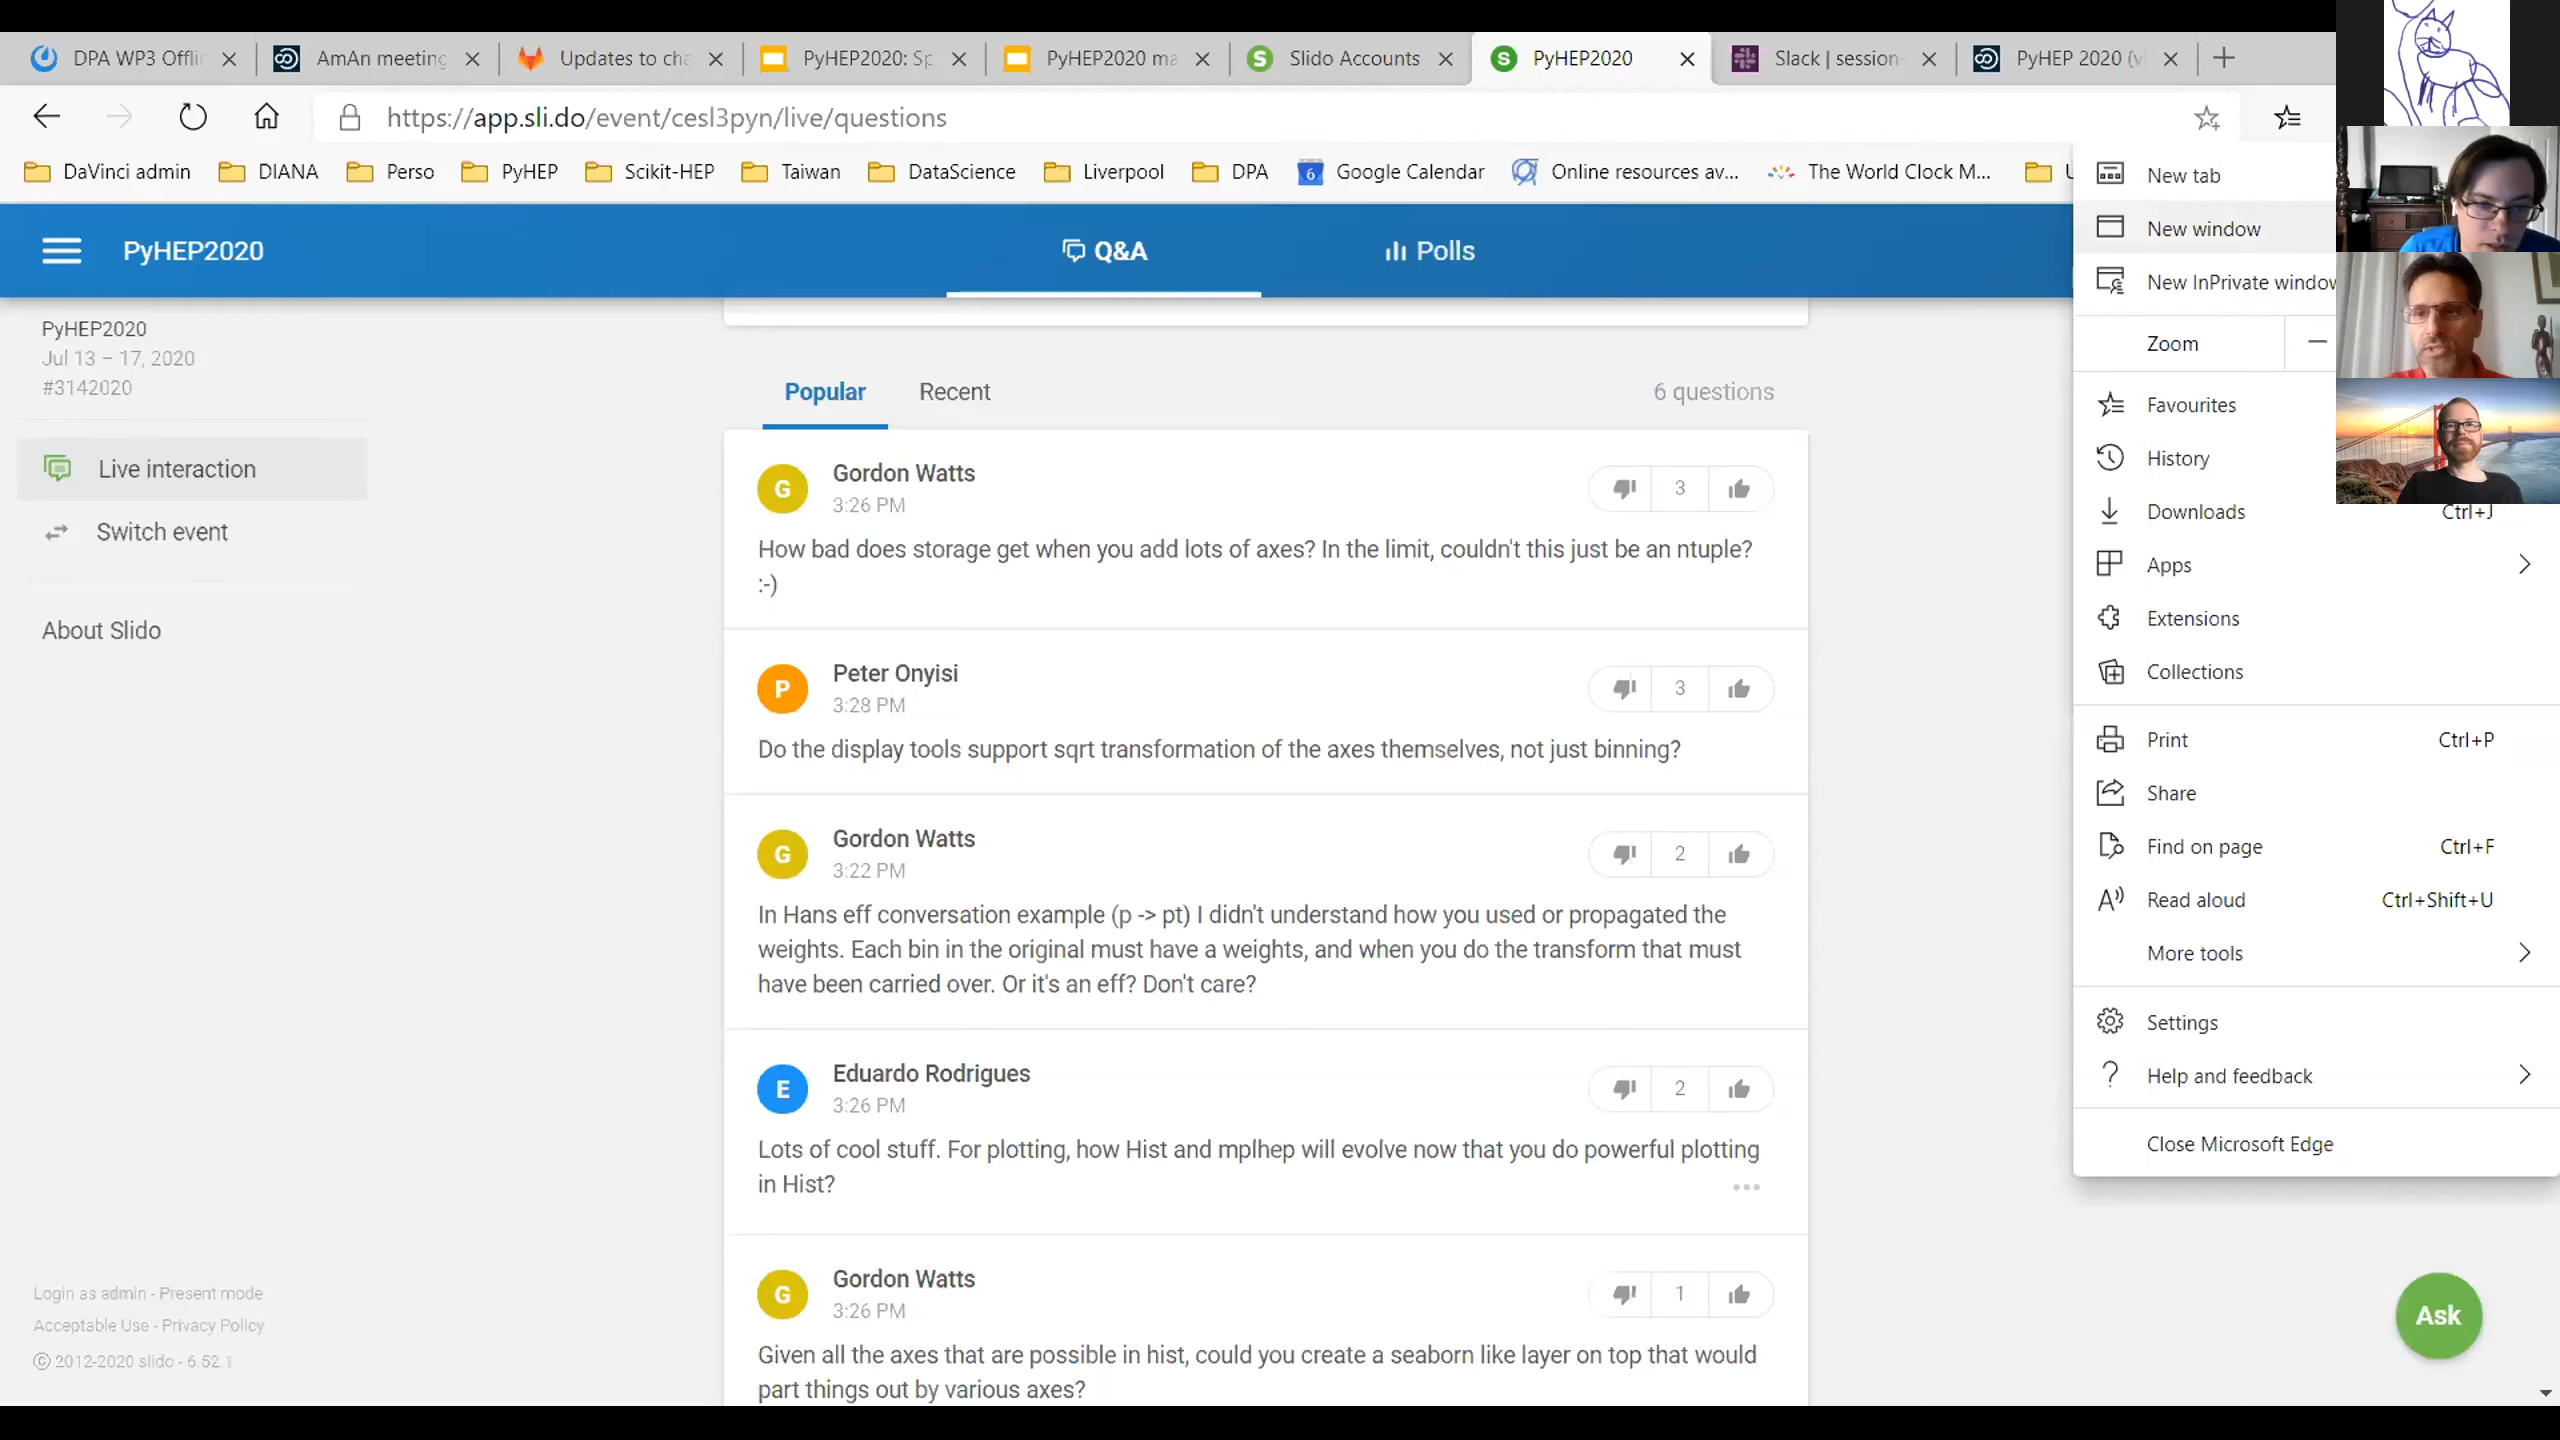 DPA WP3 Offlin
AmAn meeting
Updates to cha
PyHEP2020: Sp
PyHEP2020 ma
Slido Accounts
PyHEP2020
Slack | session-
PyHEP 2020 (vi
https://app.sli.do/event/cesl3pyn/live/questions
DaVinci admin
DIANA
Perso
PyHEP
Scikit-HEP
Taiwan
DataScience
Liverpool
DPA
6
Google Calendar
Online resources av...
The World Clock M...
PyHEP2020
Q&A
Polls
PyHEP2020
Jul 13 – 17, 2020
#3142020
Live interaction
Switch event
About Slido
Login as admin - Present mode
Acceptable Use - Privacy Policy
© 2012-2020 slido - 6.52.1
Popular
Recent
6 questions
G
Gordon Watts
3:26 PM
3
How bad does storage get when you add lots of axes? In the limit, couldn't this just be an ntuple?
:-)
P
Peter Onyisi
3:28 PM
3
Do the display tools support sqrt transformation of the axes themselves, not just binning?
G
Gordon Watts
3:22 PM
2
In Hans eff conversation example (p -> pt) I didn't understand how you used or propagated the
weights. Each bin in the original must have a weights, and when you do the transform that must
have been carried over. Or it's an eff? Don't care?
E
Eduardo Rodrigues
3:26 PM
2
Lots of cool stuff. For plotting, how Hist and mplhep will evolve now that you do powerful plotting
in Hist?
G
Gordon Watts
3:26 PM
1
Given all the axes that are possible in hist, could you create a seaborn like layer on top that would
part things out by various axes?
New tab
New window
New InPrivate window
Zoom
Favourites
History
Downloads Ctrl+J
Apps
Extensions
Collections
Print Ctrl+P
Share
Find on page Ctrl+F
Read aloud Ctrl+Shift+U
More tools
Settings
Help and feedback
Close Microsoft Edge
Ask